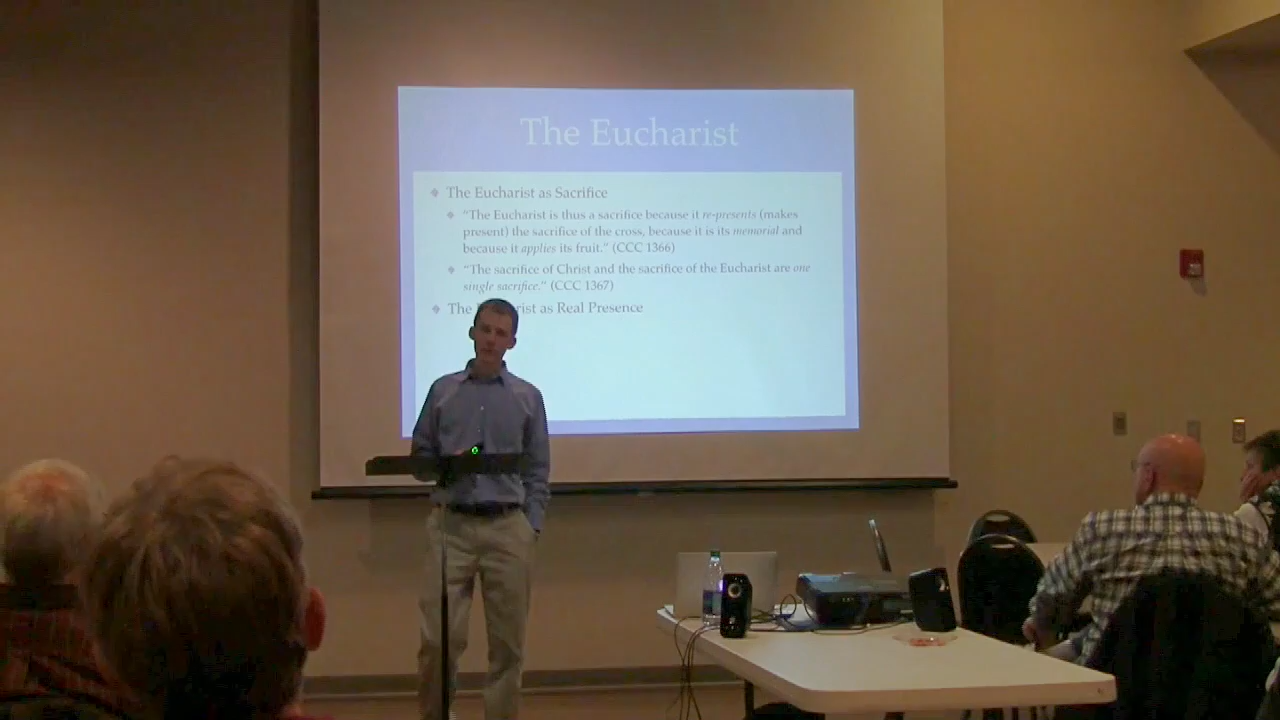 The Eucharist
The Eucharist as Sacrifice
“The Eucharist is thus a sacrifice because it re-presents (makes
present) the sacrifice of the cross, because it is its memorial and
because it applies its fruit.” (CCC 1366)
“The sacrifice of Christ and the sacrifice of the Eucharist are one
single sacrifice.” (CCC 1367)
The Eucharist as Real Presence